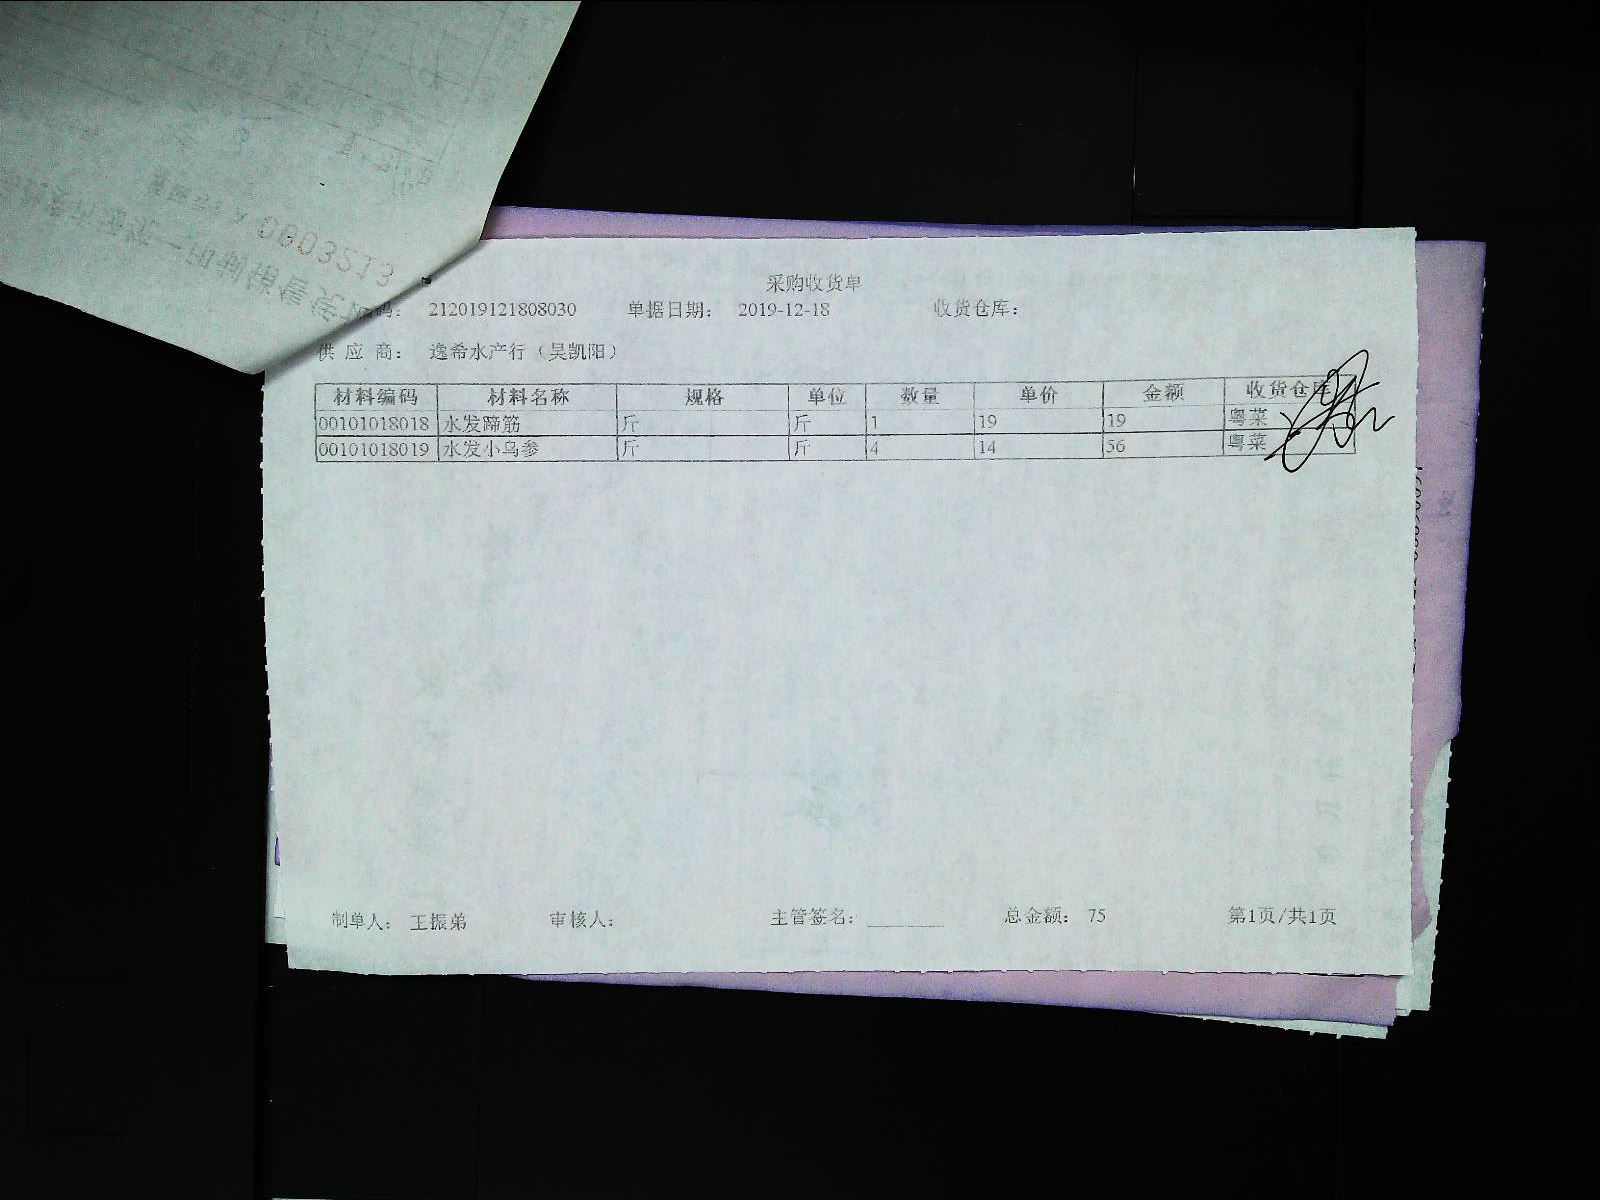 采购收货单
码： 212019121808030 单据日期： 2019-12-18 收货仓库：
供 应 商： 逸希水产行（吴凯阳）
材料编码 材料名称 规格 单位 数量 单价 金额 收货仓库
00101018018 水发蹄筋 斤 斤 1 19 19 粤菜
00101018019 水发小乌参 斤 斤 4 14 56 粤菜
制单人： 王振弟 审核人： 主管签名： 总金额： 75 第1页/共1页
0003213